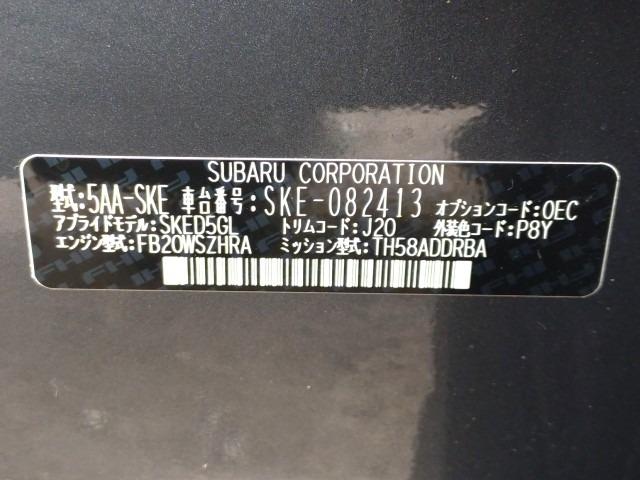 SUBARU CORPORATION
型式:5AA-SKE 車台番号:SKE-082413 オプションコード:OEC
アプライドモデル:SKED5GL トリムコード:J20 外装色コード:P8Y
エンジン型式:FB20WSZHRA ミッション型式:TH58ADDRBA